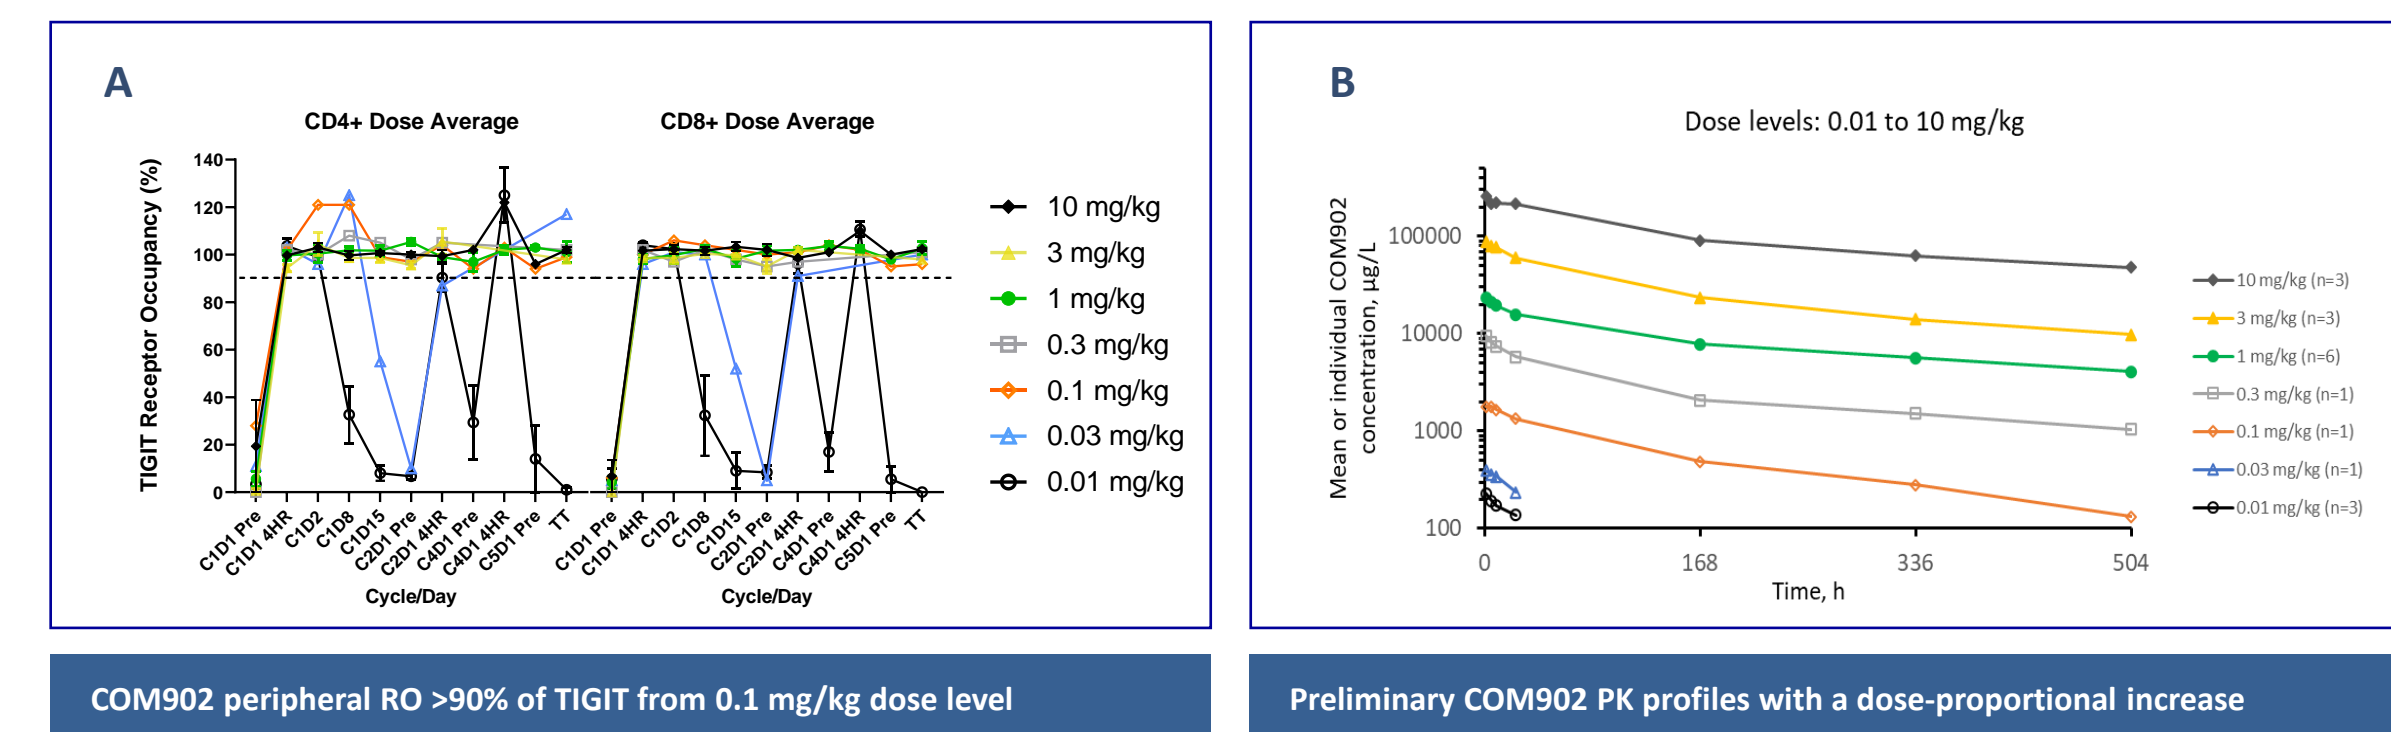 A
CD4+ Dose Average
CD8+ Dose Average
TIGIT Receptor Occupancy (%)
140
120
100
80
60
40
20
0
C1D1 Pre
C1D1 4HR
C1D2
C1D8
C1D15
C2D1 Pre
C2D1 4HR
C4D1 Pre
C4D1 4HR
C5D1 Pre
TT
C1D1 Pre
C1D1 4HR
C1D2
C1D8
C1D15
C2D1 Pre
C2D1 4HR
C4D1 Pre
C4D1 4HR
C5D1 Pre
TT
Cycle/Day
Cycle/Day
10 mg/kg
3 mg/kg
1 mg/kg
0.3 mg/kg
0.1 mg/kg
0.03 mg/kg
0.01 mg/kg
COM902 peripheral RO >90% of TIGIT from 0.1 mg/kg dose level
B
Dose levels: 0.01 to 10 mg/kg
Mean or individual COM902
concentration, µg/L
100000
10000
1000
100
0
168
336
504
Time, h
10 mg/kg (n=3)
3 mg/kg (n=3)
1 mg/kg (n=6)
0.3 mg/kg (n=1)
0.1 mg/kg (n=1)
0.03 mg/kg (n=1)
0.01 mg/kg (n=3)
Preliminary COM902 PK profiles with a dose-proportional increase